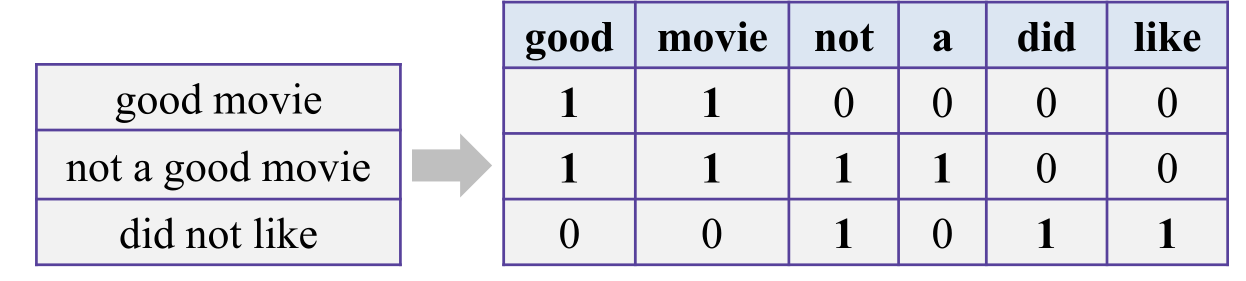 good movie
not a good movie
did not like
good movie not a did like
1 1 0 0 0 0
1 1 1 1 0 0
0 0 1 0 1 1